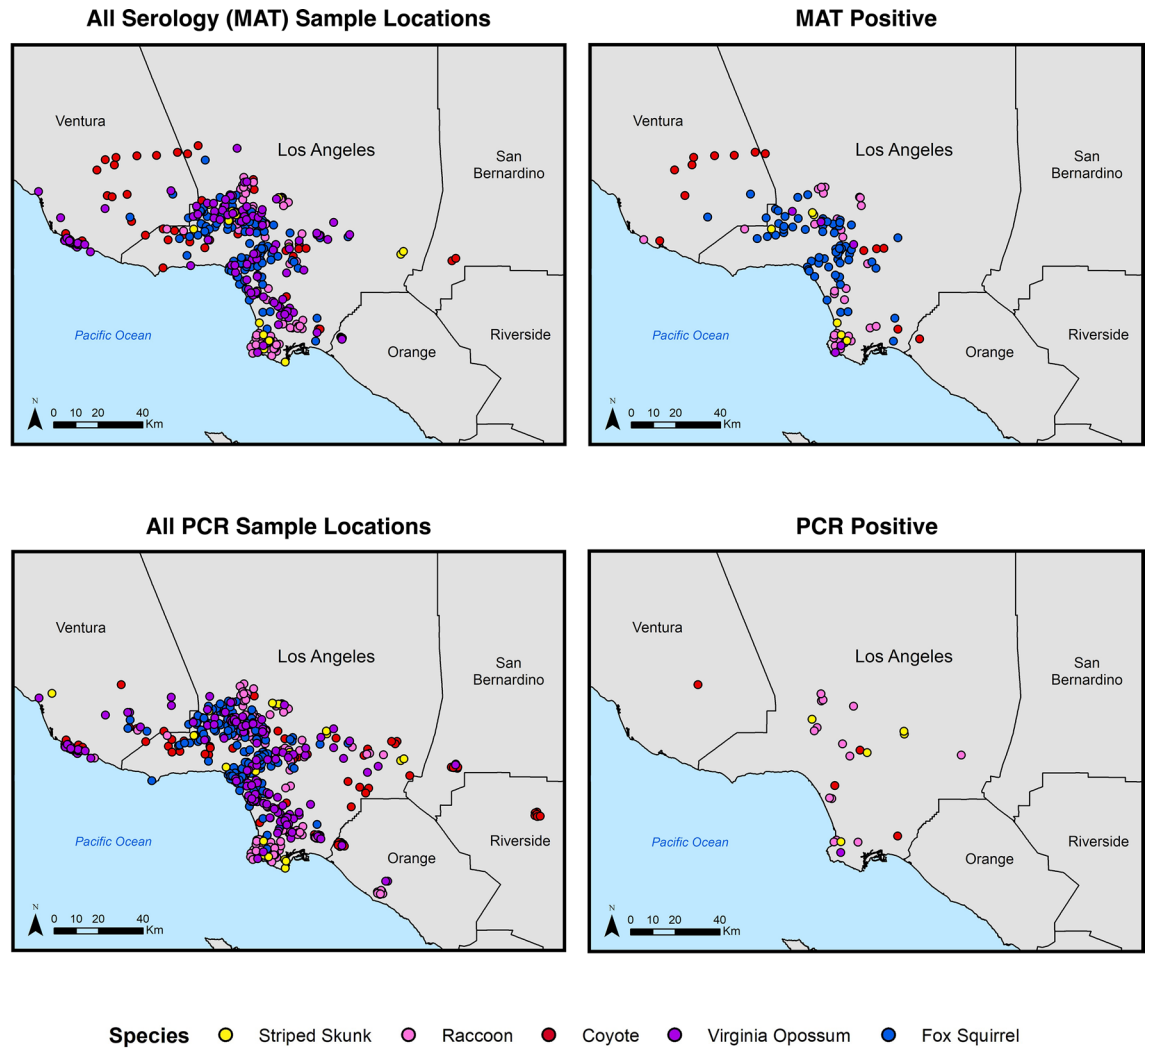 All Serology (MAT) Sample Locations
MAT Positive
Ventura
Los Angeles
San
Bernardino
Pacific Ocean
Riverside
Orange
N
0 10 20 40
Km
Ventura
Los Angeles
San
Bernardino
Pacific Ocean
Riverside
Orange
N
0 10 20 40
Km
All PCR Sample Locations
PCR Positive
Ventura
Los Angeles
San
Bernardino
Pacific Ocean
Riverside
Orange
N
0 10 20 40
Km
Ventura
Los Angeles
San
Bernardino
Pacific Ocean
Riverside
Orange
N
0 10 20 40
Km
Species Striped Skunk Raccoon Coyote Virginia Opossum Fox Squirrel